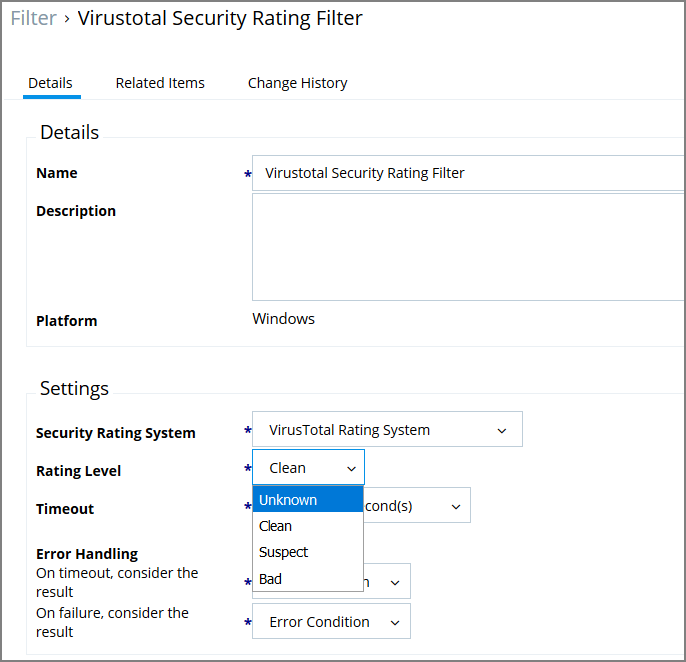 Filter › Virustotal Security Rating Filter
Details Related Items Change History
Details
Name * Virustotal Security Rating Filter
Description
Platform Windows
Settings
Security Rating System * VirusTotal Rating System
Rating Level * Clean
Unknown
Timeout * cond(s)
Clean
Suspect
Error Handling
On timeout, consider the
result *
Bad
On failure, consider the
result * Error Condition